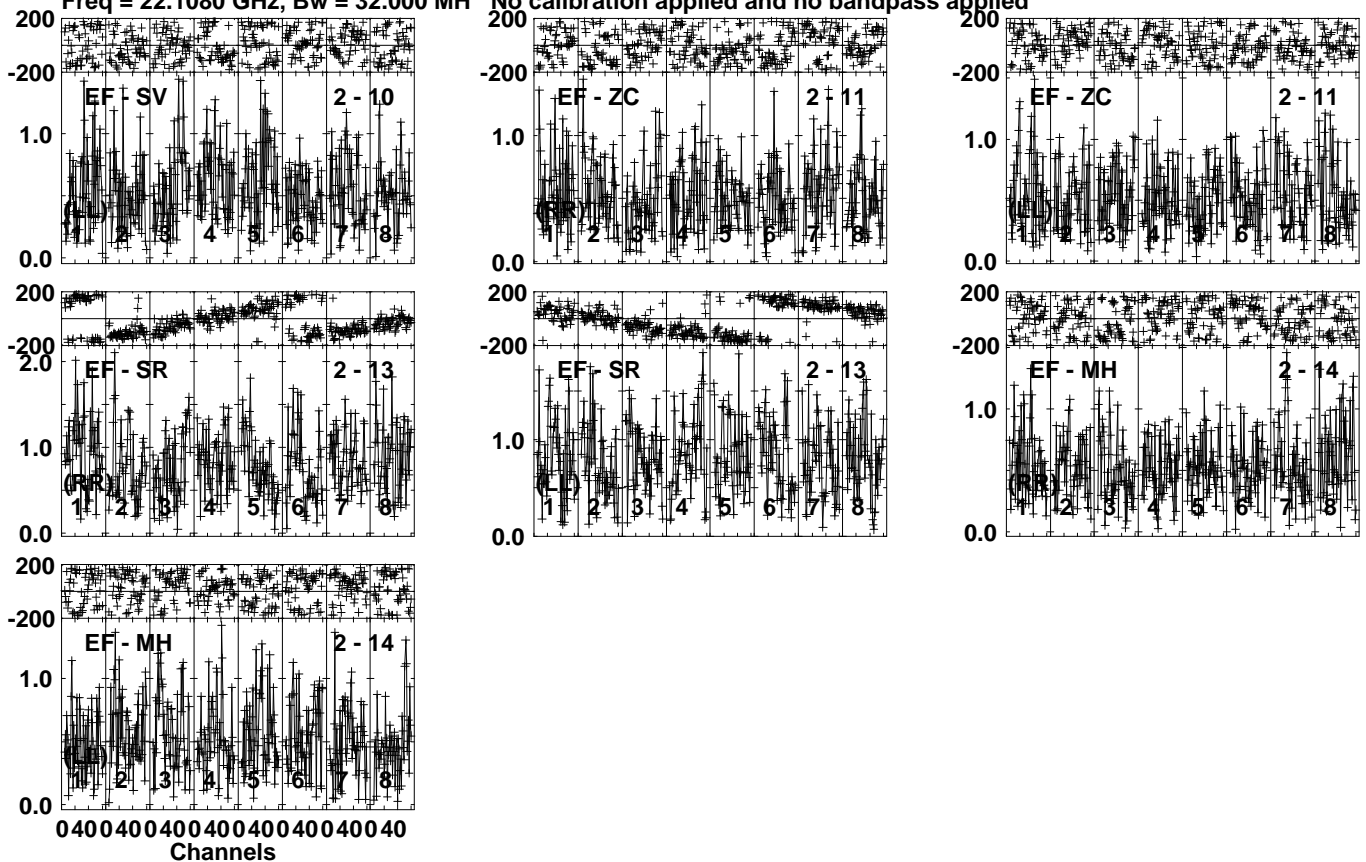 Freq = 22.1080 GHz, Bw = 32.000 MH No calibration applied and no bandpass applied
200
-200
EF - SV 2 - 10
1.0
(LL)
1 2 3 4 5 6 7 8
0.0
200
-200
EF - ZC 2 - 11
1.0
(RR)
1 2 3 4 5 6 7 8
0.0
200
-200
EF - ZC 2 - 11
1.0
(LL)
1 2 3 4 5 6 7 8
0.0
200
-200
2.0
EF - SR 2 - 13
1.0
(RR)
1 2 3 4 5 6 7 8
0.0
200
-200
EF - SR 2 - 13
1.0
(LL)
1 2 3 4 5 6 7 8
0.0
200
-200
EF - MH 2 - 14
1.0
(RR)
1 2 3 4 5 6 7 8
0.0
200
-200
EF - MH 2 - 14
1.0
(LL)
1 2 3 4 5 6 7 8
0.0
0 40 0 40 0 40 0 40 0 40 0 40 0 40 0 40
Channels